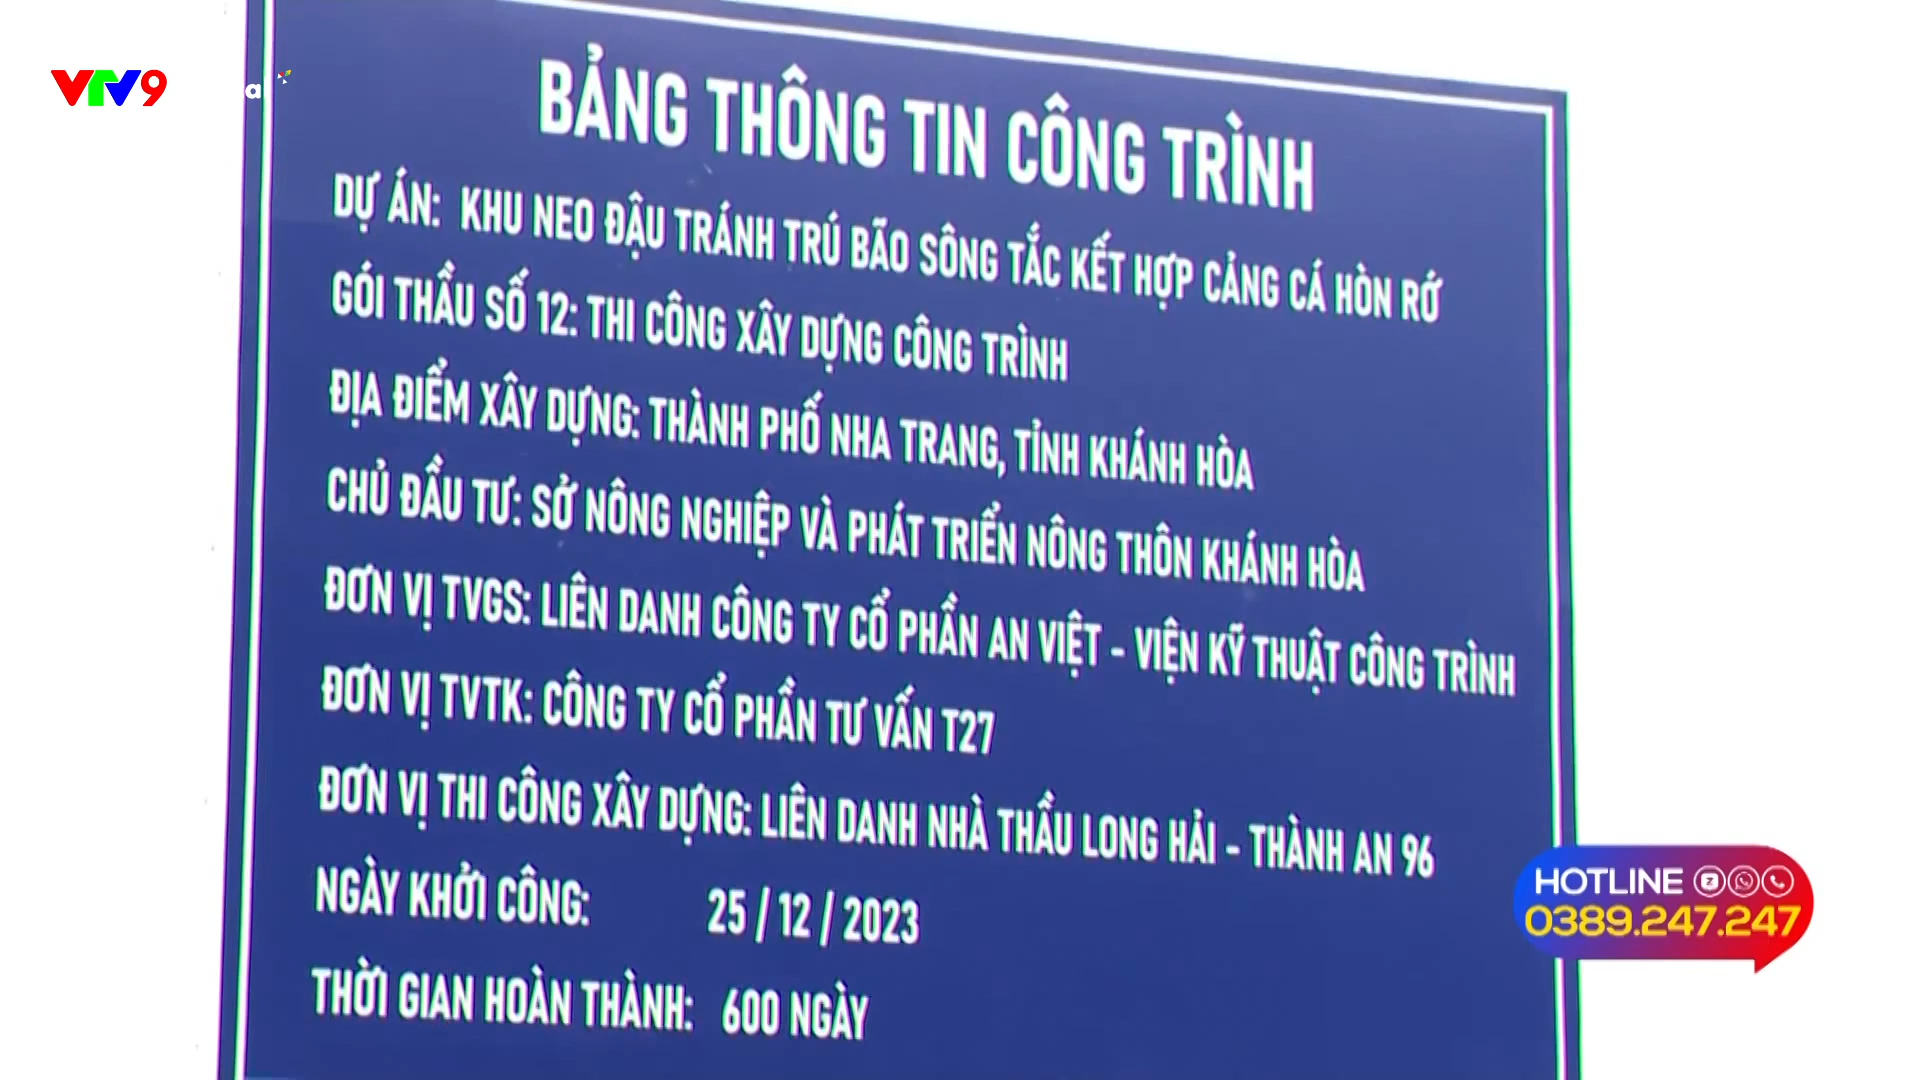 VTV9
a
BẢNG THÔNG TIN CÔNG TRÌNH
DỰ ÁN: KHU NEO ĐẬU TRÁNH TRÚ BÃO SÔNG TẮC KẾT HỢP CẢNG CÁ HÒN RỚ
GÓI THẦU SỐ 12: THI CÔNG XÂY DỰNG CÔNG TRÌNH
ĐỊA ĐIỂM XÂY DỰNG: THÀNH PHỐ NHA TRANG, TỈNH KHÁNH HÒA
CHỦ ĐẦU TƯ: SỞ NÔNG NGHIỆP VÀ PHÁT TRIỂN NÔNG THÔN KHÁNH HÒA
ĐƠN VỊ TVGS: LIÊN DANH CÔNG TY CỔ PHẦN AN VIỆT - VIỆN KỸ THUẬT CÔNG TRÌNH
ĐƠN VỊ TVTK: CÔNG TY CỔ PHẦN TƯ VẤN T27
ĐƠN VỊ THI CÔNG XÂY DỰNG: LIÊN DANH NHÀ THẦU LONG HẢI - THÀNH AN 96
NGÀY KHỞI CÔNG: 25 / 12 / 2023
THỜI GIAN HOÀN THÀNH: 600 NGÀY
HOTLINE
0389.247.247